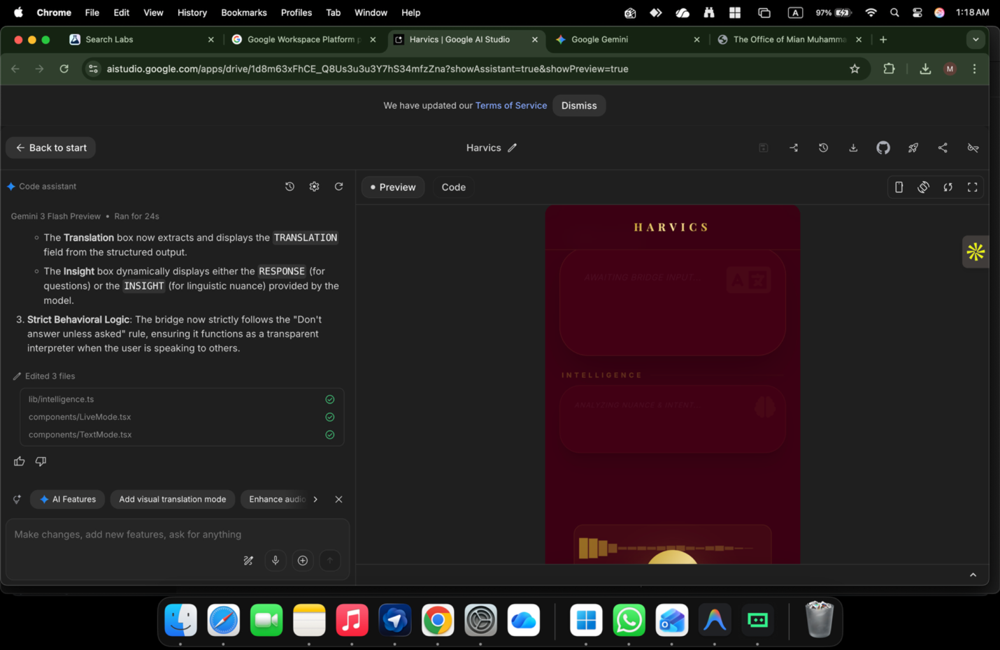 Chrome File Edit View History Bookmarks Profiles Tab Window Help A 97% 1:18 AM
Search Labs Google Workspace Platform p Harvics | Google AI Studio Google Gemini The Office of Mian Muhamma
aistudio.google.com/apps/drive/1d8m63xFhCE_Q8Us3u3u3Y7hS34mfzZna?showAssistant=true&showPreview=true M
We have updated our Terms of Service Dismiss
Back to start Harvics
Code assistant
Preview Code
Gemini 3 Flash Preview • Ran for 24s
The Translation box now extracts and displays the TRANSLATION
field from the structured output.
The Insight box dynamically displays either the RESPONSE (for
questions) or the INSIGHT (for linguistic nuance) provided by the
model.
3. Strict Behavioral Logic: The bridge now strictly follows the "Don't
answer unless asked" rule, ensuring it functions as a transparent
interpreter when the user is speaking to others.
Edited 3 files
lib/intelligence.ts
components/LiveMode.tsx
components/TextMode.tsx
AI Features Add visual translation mode Enhance audio
Make changes, add new features, ask for anything
HARVICS
AWAITING BRIDGE INPUT...
INTELLIGENCE
ANALYZING NUANCE & INTENT...